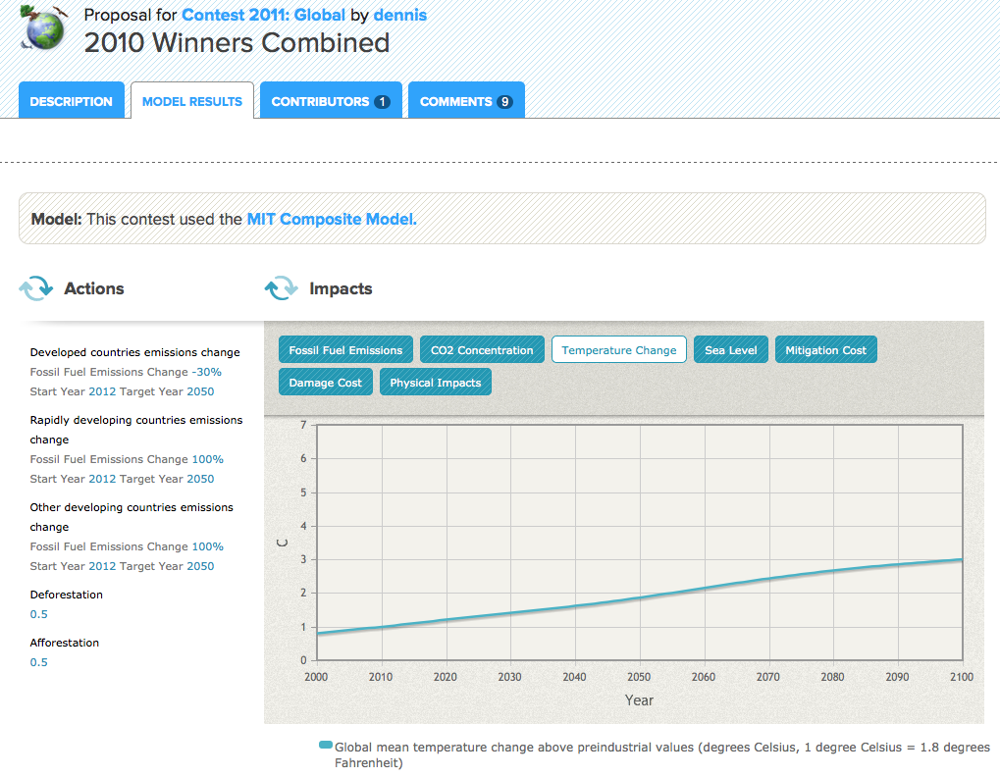 Proposal for Contest 2011: Global by dennis
2010 Winners Combined
DESCRIPTION
MODEL RESULTS
CONTRIBUTORS 1
COMMENTS 9
Model: This contest used the MIT Composite Model.
Actions
Developed countries emissions change
Fossil Fuel Emissions Change -30%
Start Year 2012 Target Year 2050
Rapidly developing countries emissions
change
Fossil Fuel Emissions Change 100%
Start Year 2012 Target Year 2050
Other developing countries emissions
change
Fossil Fuel Emissions Change 100%
Start Year 2012 Target Year 2050
Deforestation
0.5
Afforestation
0.5
Impacts
Fossil Fuel Emissions
CO2 Concentration
Temperature Change
Sea Level
Mitigation Cost
Damage Cost
Physical Impacts
7
6
5
4
3
2
1
0
C
2000 2010 2020 2030 2040 2050 2060 2070 2080 2090 2100
Year
Global mean temperature change above preindustrial values (degrees Celsius, 1 degree Celsius = 1.8 degrees
Fahrenheit)